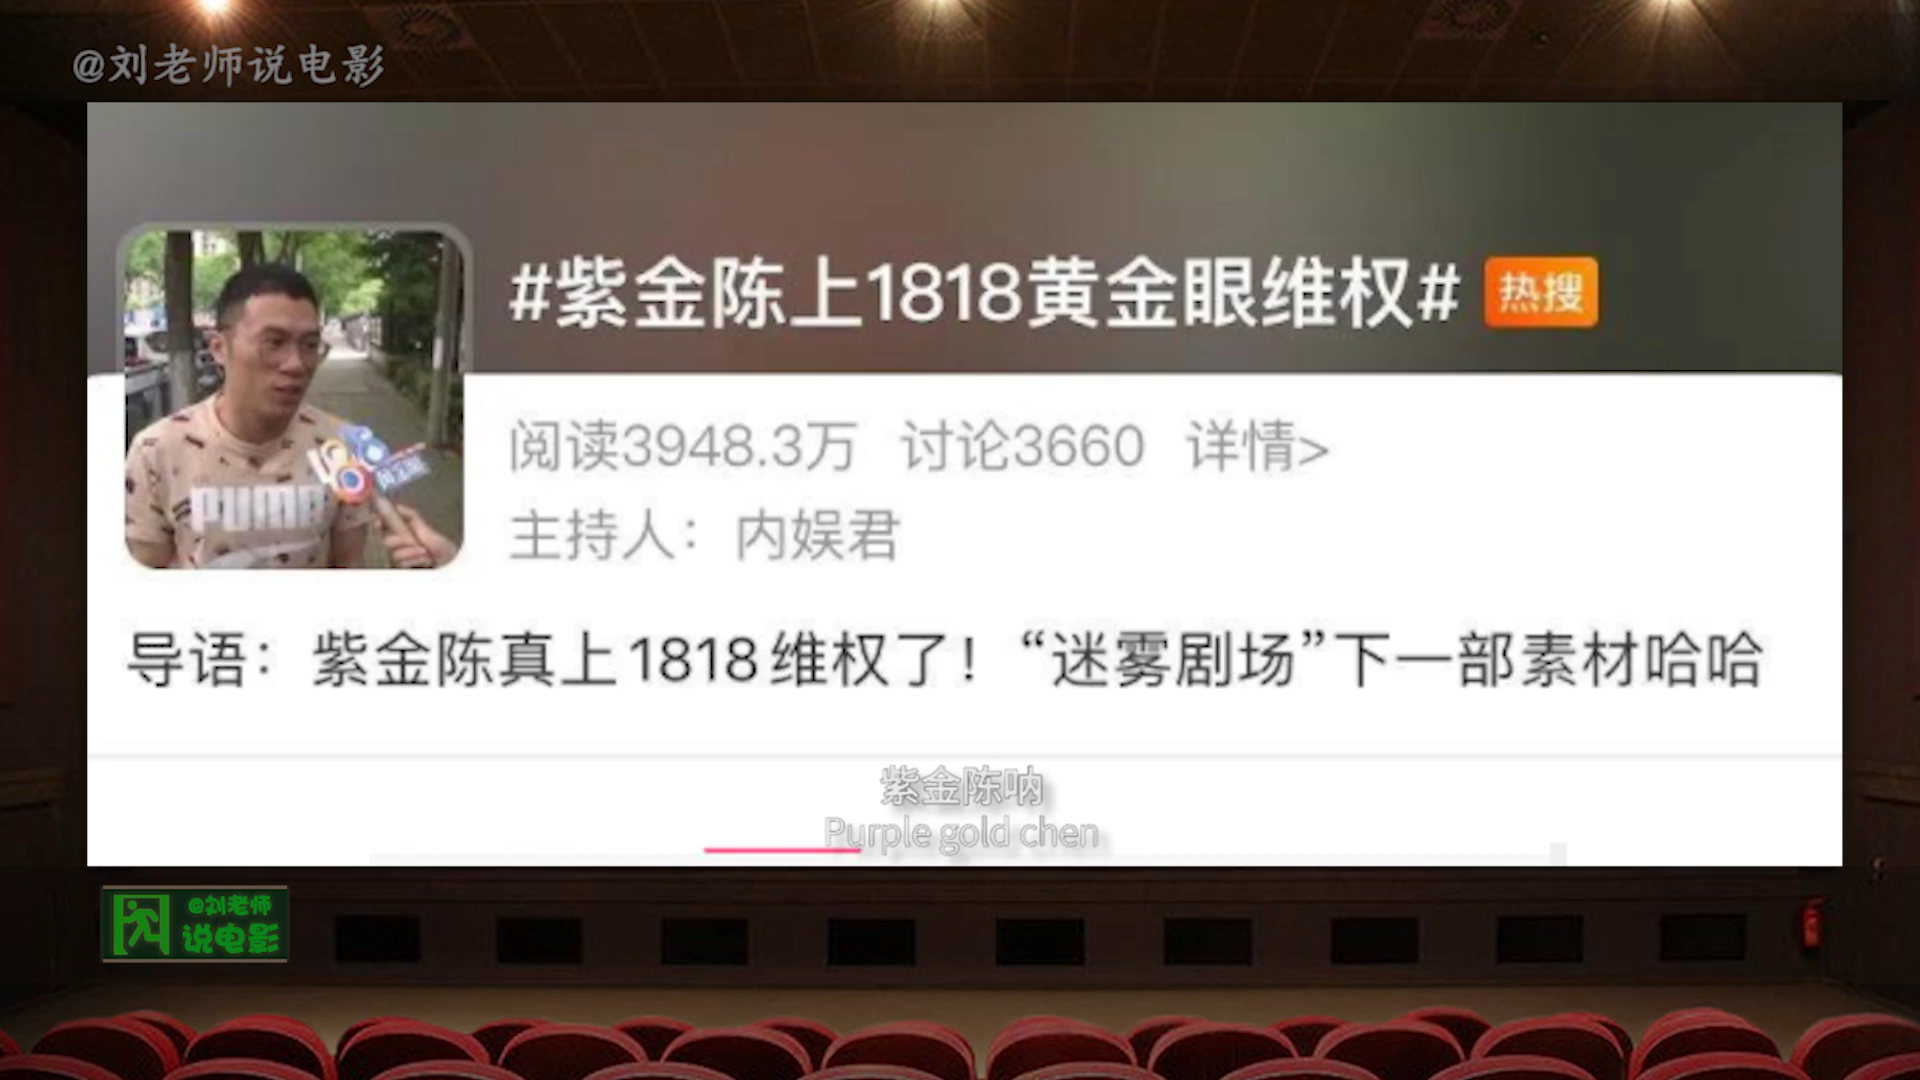 @刘老师说电影
#紫金陈上1818黄金眼维权# 热搜
阅读3948.3万 讨论3660 详情>
主持人：内娱君
导语：紫金陈真上1818维权了！“迷雾剧场”下一部素材哈哈
紫金陈呐
Purple gold chen
@刘老师
说电影